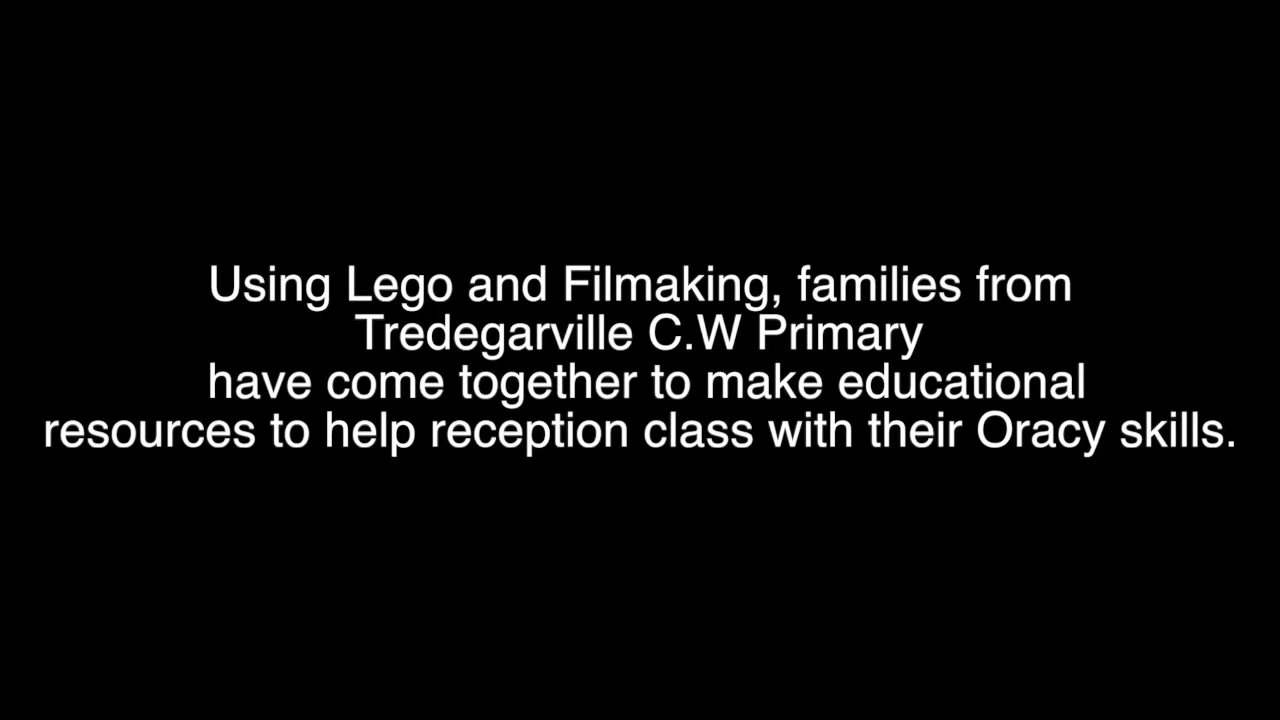 Using Lego and Filmaking, families from
Tredegarville C.W Primary
have come together to make educational
resources to help reception class with their Oracy skills.